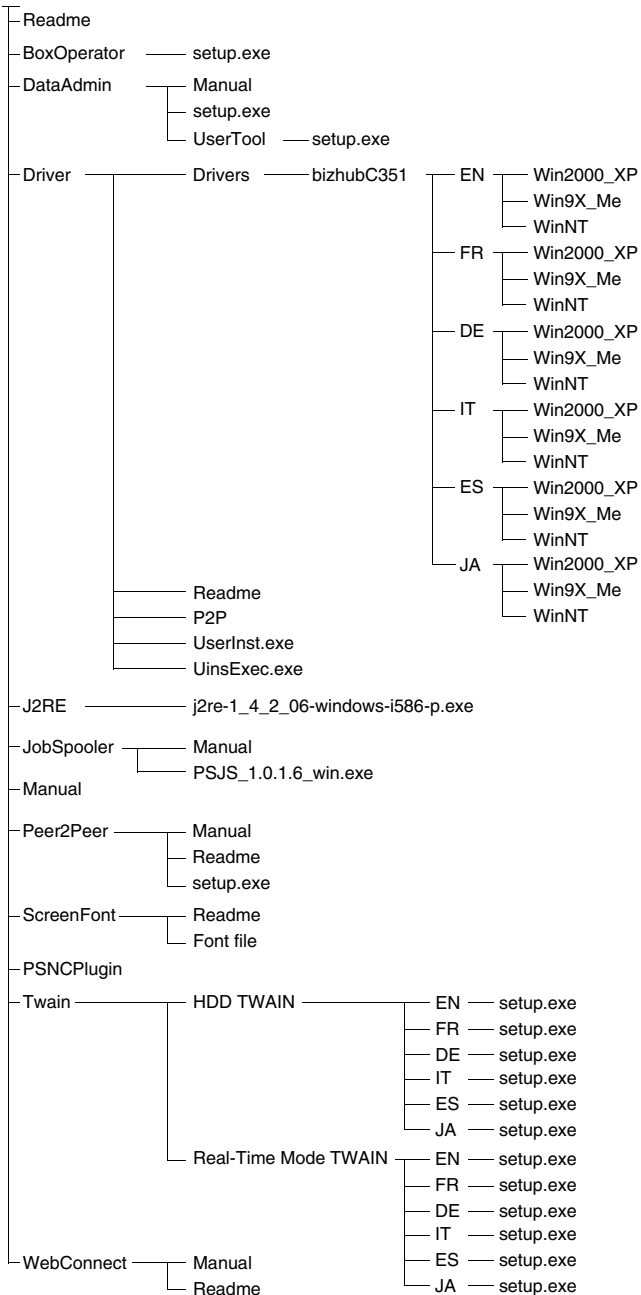 Readme
BoxOperator setup.exe
DataAdmin Manual
setup.exe
UserTool setup.exe
Driver Drivers bizhubC351 EN Win2000_XP
Win9X_Me
WinNT
FR Win2000_XP
Win9X_Me
WinNT
DE Win2000_XP
Win9X_Me
WinNT
IT Win2000_XP
Win9X_Me
WinNT
ES Win2000_XP
Win9X_Me
WinNT
JA Win2000_XP
Readme Win9X_Me
P2P WinNT
UserInst.exe
UinsExec.exe
J2RE j2re-1_4_2_06-windows-i586-p.exe
JobSpooler Manual
PSJS_1.0.1.6_win.exe
Manual
Peer2Peer Manual
Readme
setup.exe
ScreenFont Readme
Font file
PSNCPlugin
Twain HDD TWAIN EN setup.exe
FR setup.exe
DE setup.exe
IT setup.exe
ES setup.exe
JA setup.exe
Real-Time Mode TWAIN EN setup.exe
FR setup.exe
DE setup.exe
IT setup.exe
WebConnect Manual ES setup.exe
Readme JA setup.exe